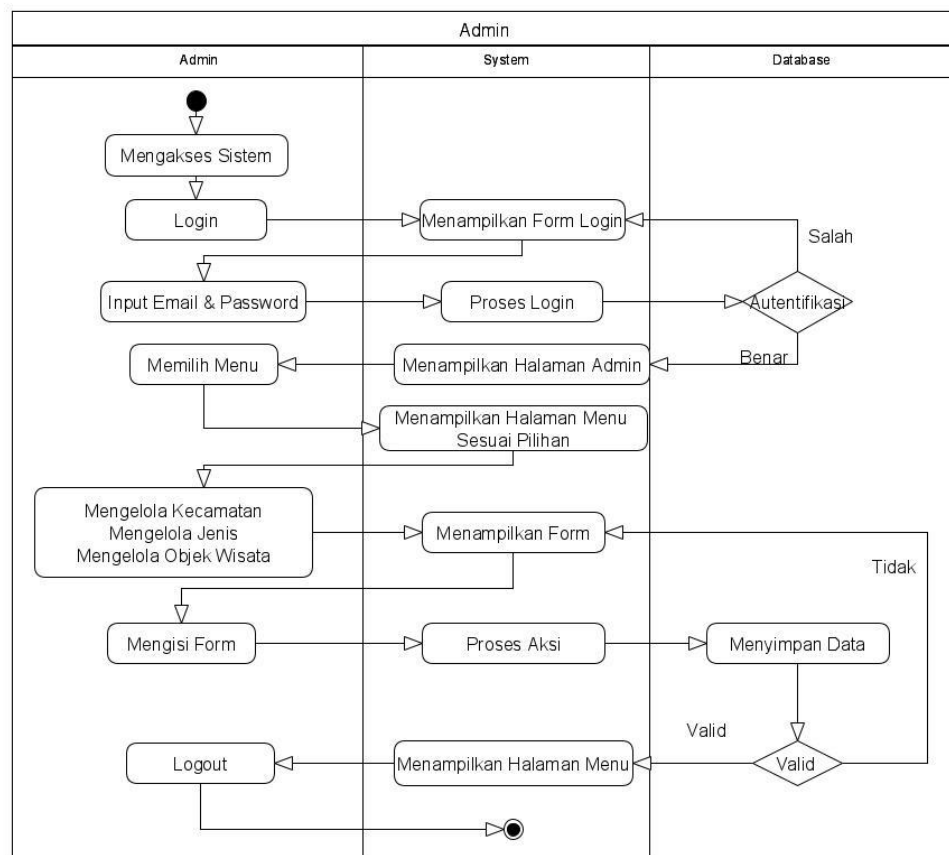 Admin
Admin
System
Database
Mengakses Sistem
Login
Menampilkan Form Login
Salah
Input Email & Password
Proses Login
Autentifikasi
Benar
Memilih Menu
Menampilkan Halaman Admin
Menampilkan Halaman Menu
Sesuai Pilihan
Mengelola Kecamatan
Mengelola Jenis
Mengelola Objek Wisata
Menampilkan Form
Tidak
Mengisi Form
Proses Aksi
Menyimpan Data
Valid
Logout
Menampilkan Halaman Menu
Valid